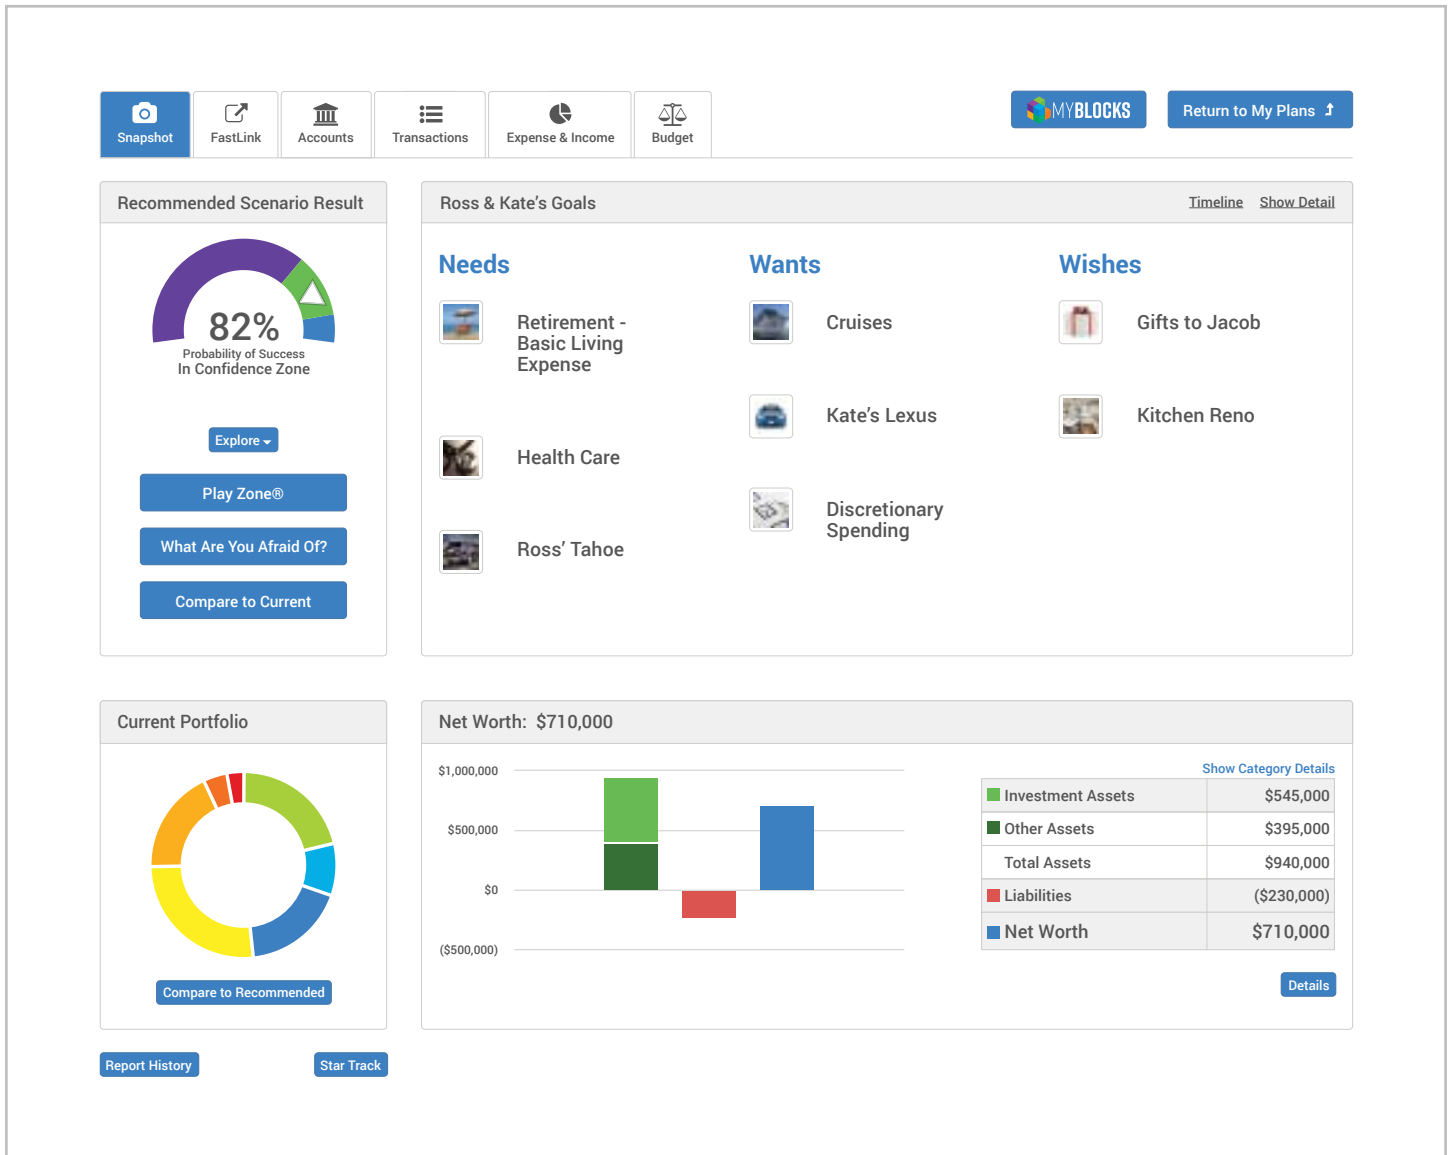 Snapshot
FastLink
Accounts
Transactions
Expense & Income
Budget
MYBLOCKS
Return to My Plans
Recommended Scenario Result
82%
Probability of Success
In Confidence Zone
Explore
Play Zone®
What Are You Afraid Of?
Compare to Current
Ross & Kate's Goals
Timeline Show Detail
Needs
Retirement -
Basic Living
Expense
Health Care
Ross' Tahoe
Wants
Cruises
Kate's Lexus
Discretionary
Spending
Wishes
Gifts to Jacob
Kitchen Reno
Current Portfolio
Compare to Recommended
Net Worth: $710,000
$1,000,000
$500,000
$0
($500,000)
Show Category Details
Investment Assets $545,000
Other Assets $395,000
Total Assets $940,000
Liabilities ($230,000)
Net Worth $710,000
Details
Report History
Star Track